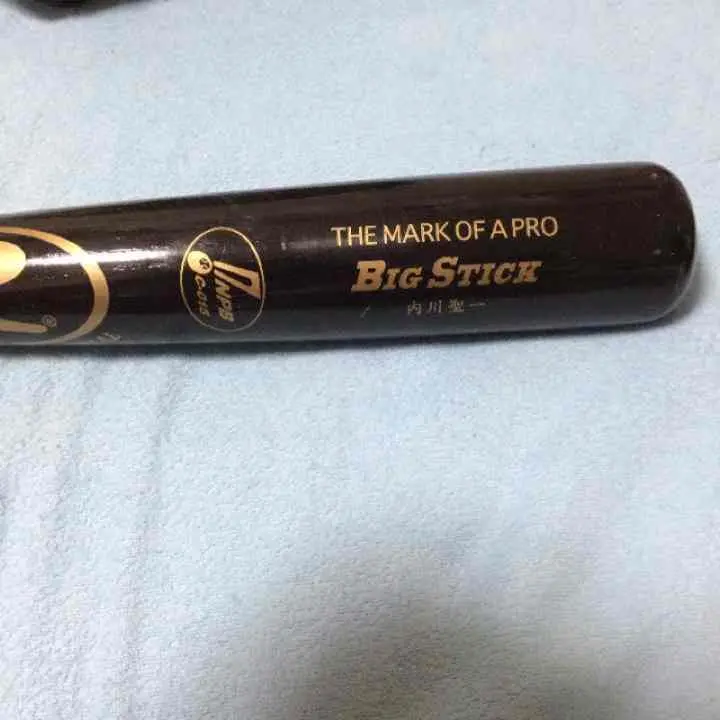 THE MARK OF A PRO
BIG STICK
内川聖一
NPB
C-015
®